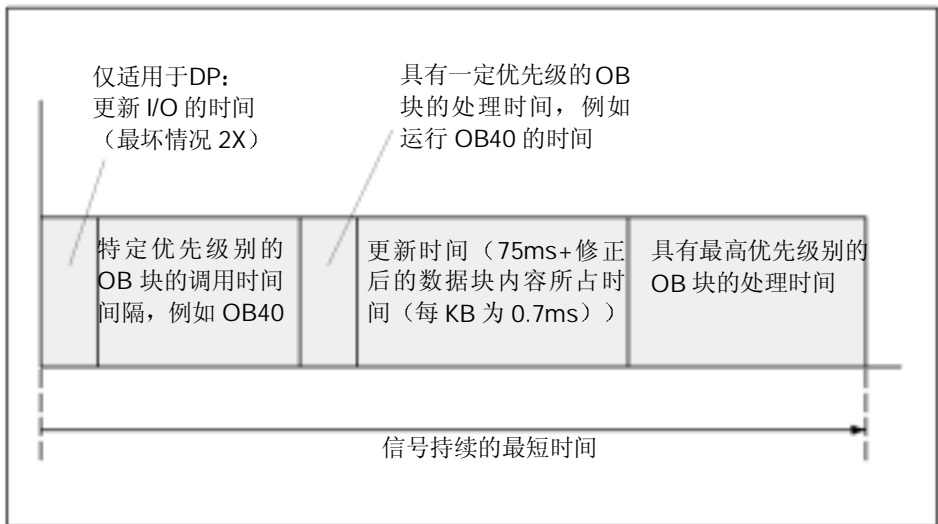 仅适用于DP：
更新 I/O 的时间
（最坏情况 2X）
具有一定优先级的OB
块的处理时间，例如
运行 OB40 的时间
特定优先级别的
OB 块的调用时间
间隔，例如 OB40
更新时间（75ms+修正
后的数据块内容所占时
间（每 KB 为 0.7ms））
具有最高优先级别的
OB 块的处理时间
信号持续的最短时间